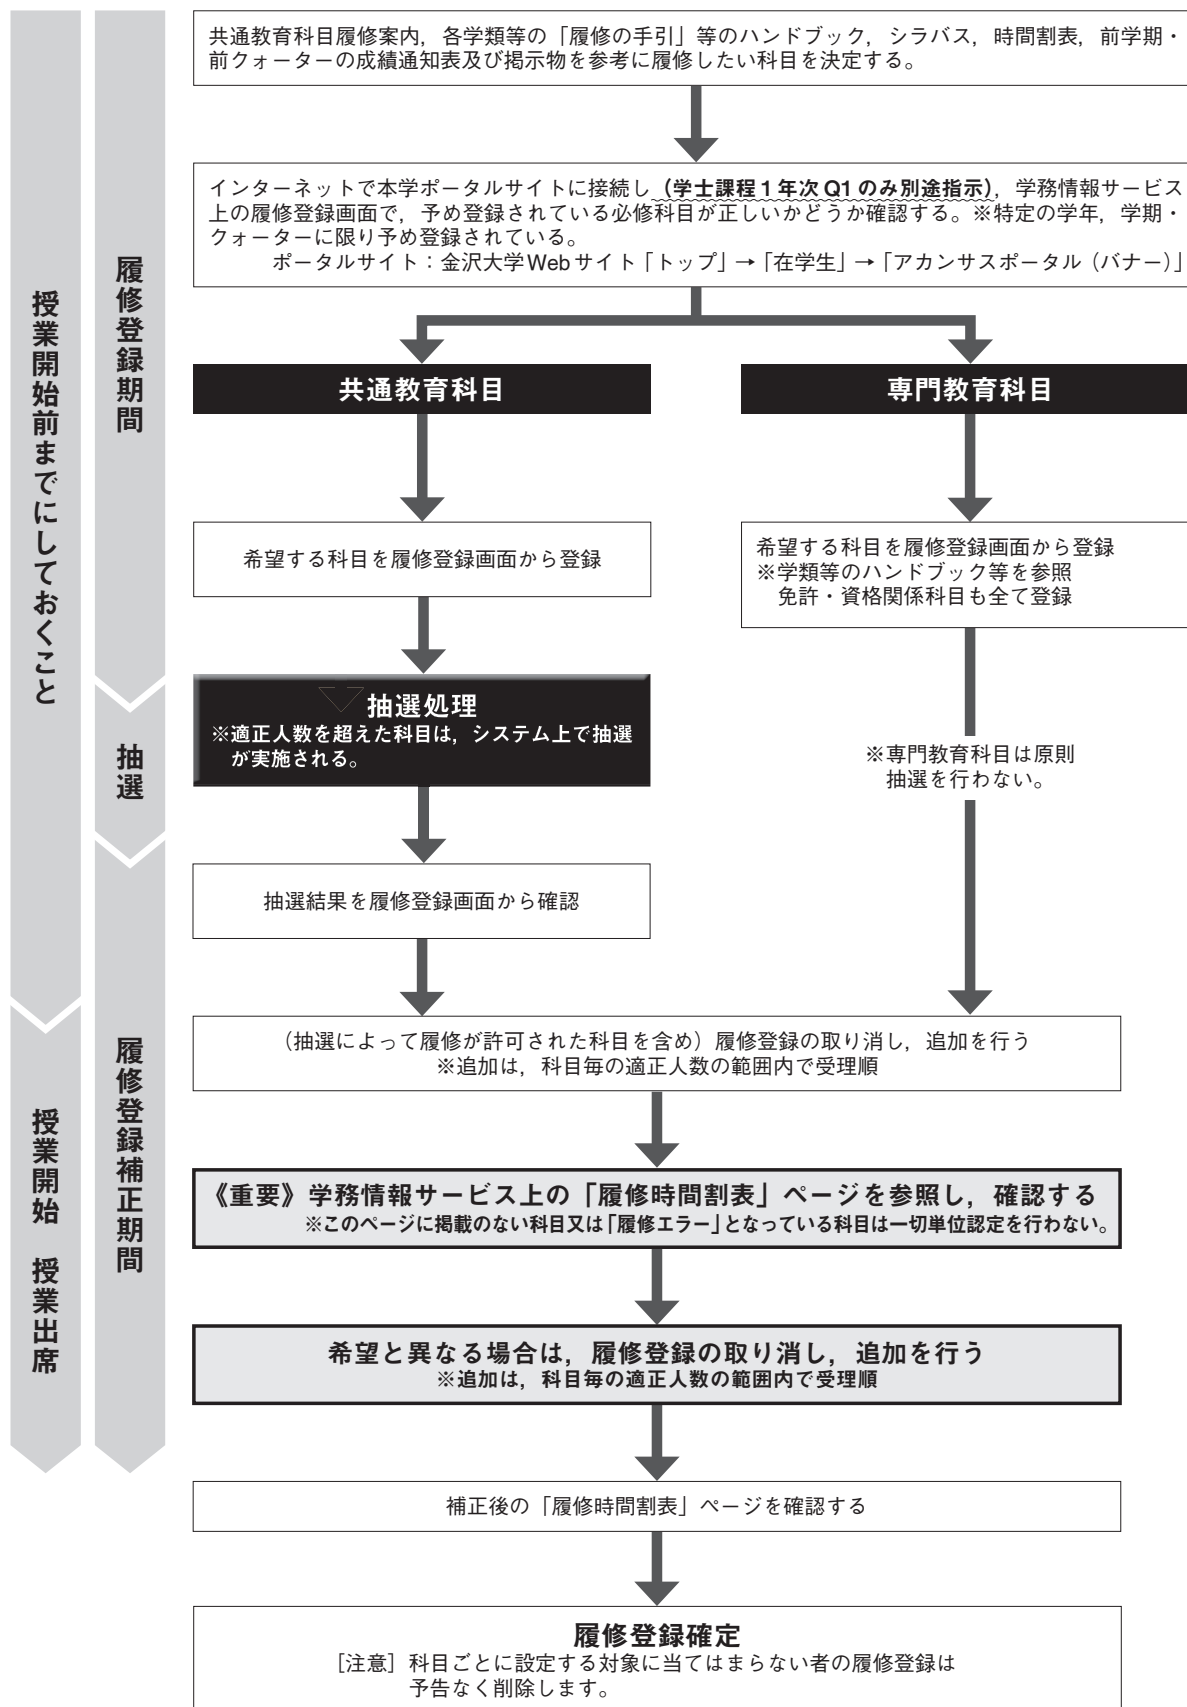 共通教育科目履修案内，各学類等の「履修の手引」等のハンドブック，シラバス，時間割表，前学期・
前クォーターの成績通知表及び掲示物を参考に履修したい科目を決定する。
インターネットで本学ポータルサイトに接続し（学士課程1年次Q1のみ別途指示），学務情報サービス
上の履修登録画面で，予め登録されている必修科目が正しいかどうか確認する。※特定の学年，学期・
クォーターに限り予め登録されている。
ポータルサイト：金沢大学Webサイト「トップ」→「在学生」→「アカンサスポータル（バナー）」
授業開始前までにしておくこと
履修登録期間
共通教育科目
専門教育科目
希望する科目を履修登録画面から登録
希望する科目を履修登録画面から登録
※学類等のハンドブック等を参照
免許・資格関係科目も全て登録
抽選
抽選処理
※適正人数を超えた科目は，システム上で抽選
が実施される。
※専門教育科目は原則
抽選を行わない。
抽選結果を履修登録画面から確認
授業開始　授業出席
履修登録補正期間
（抽選によって履修が許可された科目を含め）履修登録の取り消し，追加を行う
※追加は，科目毎の適正人数の範囲内で受理順
《重要》学務情報サービス上の「履修時間割表」ページを参照し，確認する
※このページに掲載のない科目又は「履修エラー」となっている科目は一切単位認定を行わない。
希望と異なる場合は，履修登録の取り消し，追加を行う
※追加は，科目毎の適正人数の範囲内で受理順
補正後の「履修時間割表」ページを確認する
履修登録確定
［注意］科目ごとに設定する対象に当てはまらない者の履修登録は
予告なく削除します。